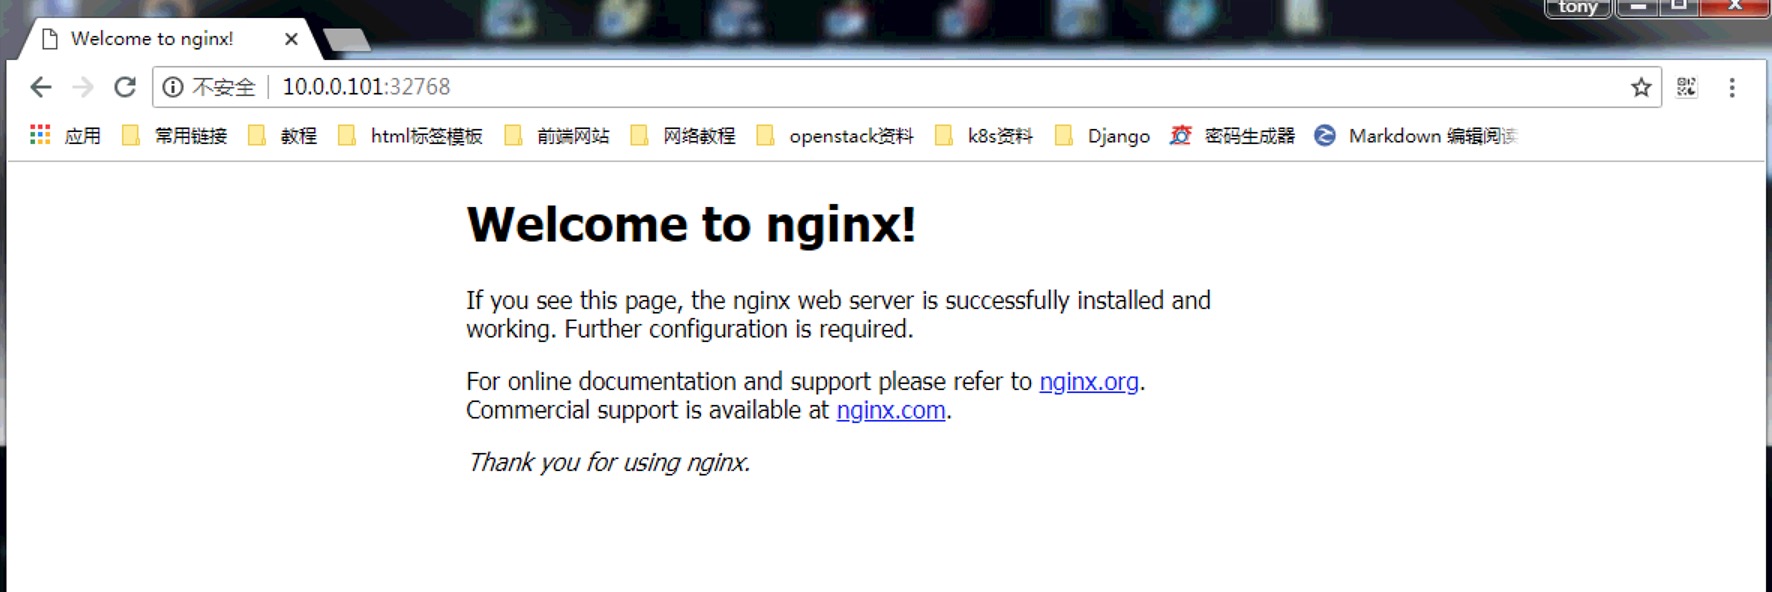 tony
Welcome to nginx!
不安全 10.0.0.101:32768
应用 常用链接 教程 html标签模板 前端网站 网络教程 openstack资料 k8s资料 Django 密码生成器 Markdown 编辑阅读
Welcome to nginx!
If you see this page, the nginx web server is successfully installed and
working. Further configuration is required.
For online documentation and support please refer to nginx.org.
Commercial support is available at nginx.com.
Thank you for using nginx.